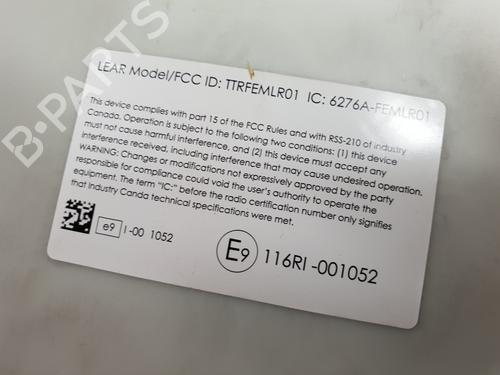 LEAR Model/FCC ID: TTRFEMLR01 IC: 6276A-FEMLR01
This device complies with part 15 of the FCC Rules and with RSS-210 of Industry
Canada. Operation is subject to the following two conditions: (1) this device
must not cause harmful interference, and (2) this device must accept any
interference received, including interference that may cause undesired operation.
WARNING: Changes or modifications not expressively approved by the party
responsible for compliance could void the user's authority to operate the
equipment. The term "IC:" before the radio certification number only signifies
that Industry Canda technical specifications were met.
e9 I-00 1052
E9 116RI-001052
B-PARTS